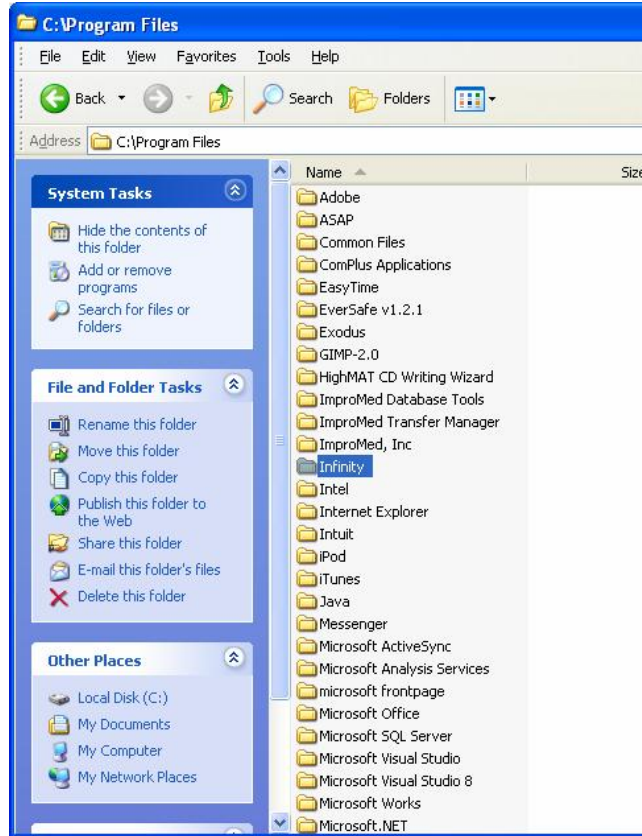 C:\Program Files
File Edit View Favorites Tools Help
Back Search Folders
Address C:\Program Files
System Tasks
Hide the contents of
this folder
Add or remove
programs
Search for files or
folders
File and Folder Tasks
Rename this folder
Move this folder
Copy this folder
Publish this folder to
the Web
Share this folder
E-mail this folder's files
Delete this folder
Other Places
Local Disk (C:)
My Documents
My Computer
My Network Places
Name Size
Adobe
ASAP
Common Files
ComPlus Applications
EasyTime
EverSafe v1.2.1
Exodus
GIMP-2.0
HighMAT CD Writing Wizard
ImproMed Database Tools
ImproMed Transfer Manager
ImproMed, Inc
Infinity
Intel
Internet Explorer
Intuit
iPod
iTunes
Java
Messenger
Microsoft ActiveSync
Microsoft Analysis Services
microsoft frontpage
Microsoft Office
Microsoft SQL Server
Microsoft Visual Studio
Microsoft Visual Studio 8
Microsoft Works
Microsoft.NET